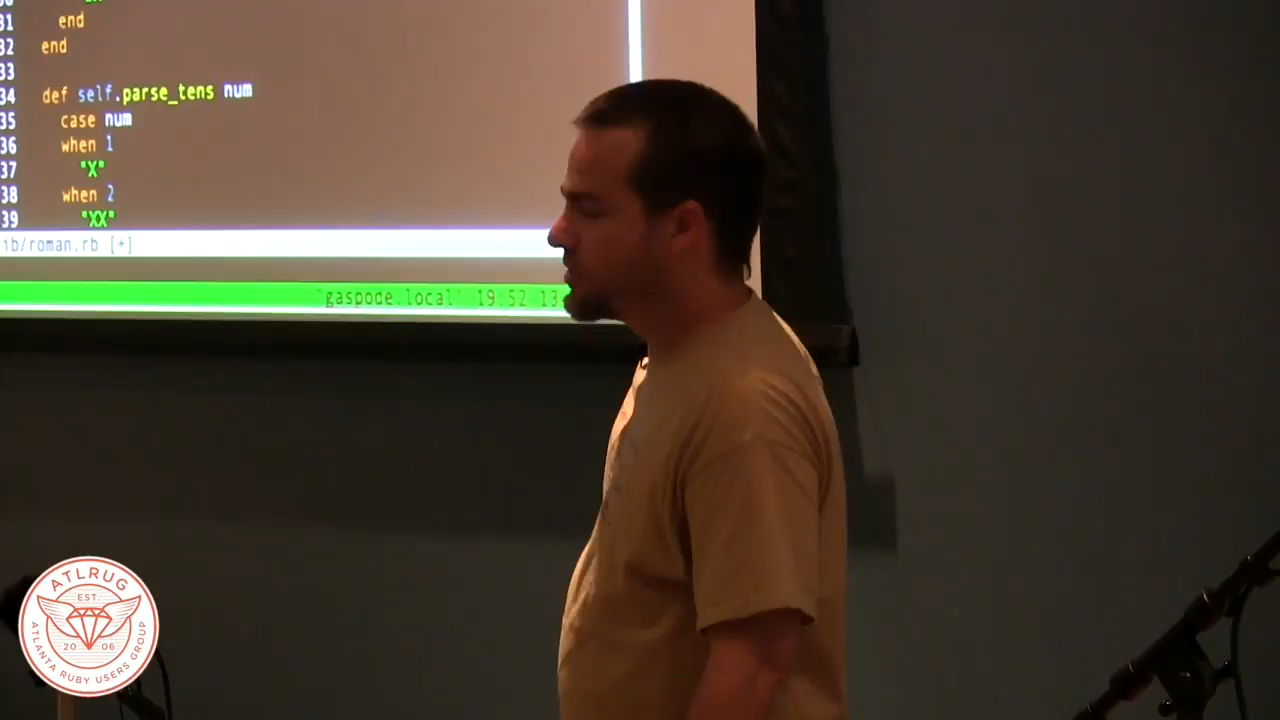 31 end
32 end
33
34 def self.parse_tens num
35 case num
36 when 1
37 "X"
38 when 2
39 "XX"
ib/roman.rb [+]
"gaspode.local" 19:52 13
ATLRUG
EST.
20 06
ATLANTA RUBY USERS GROUP